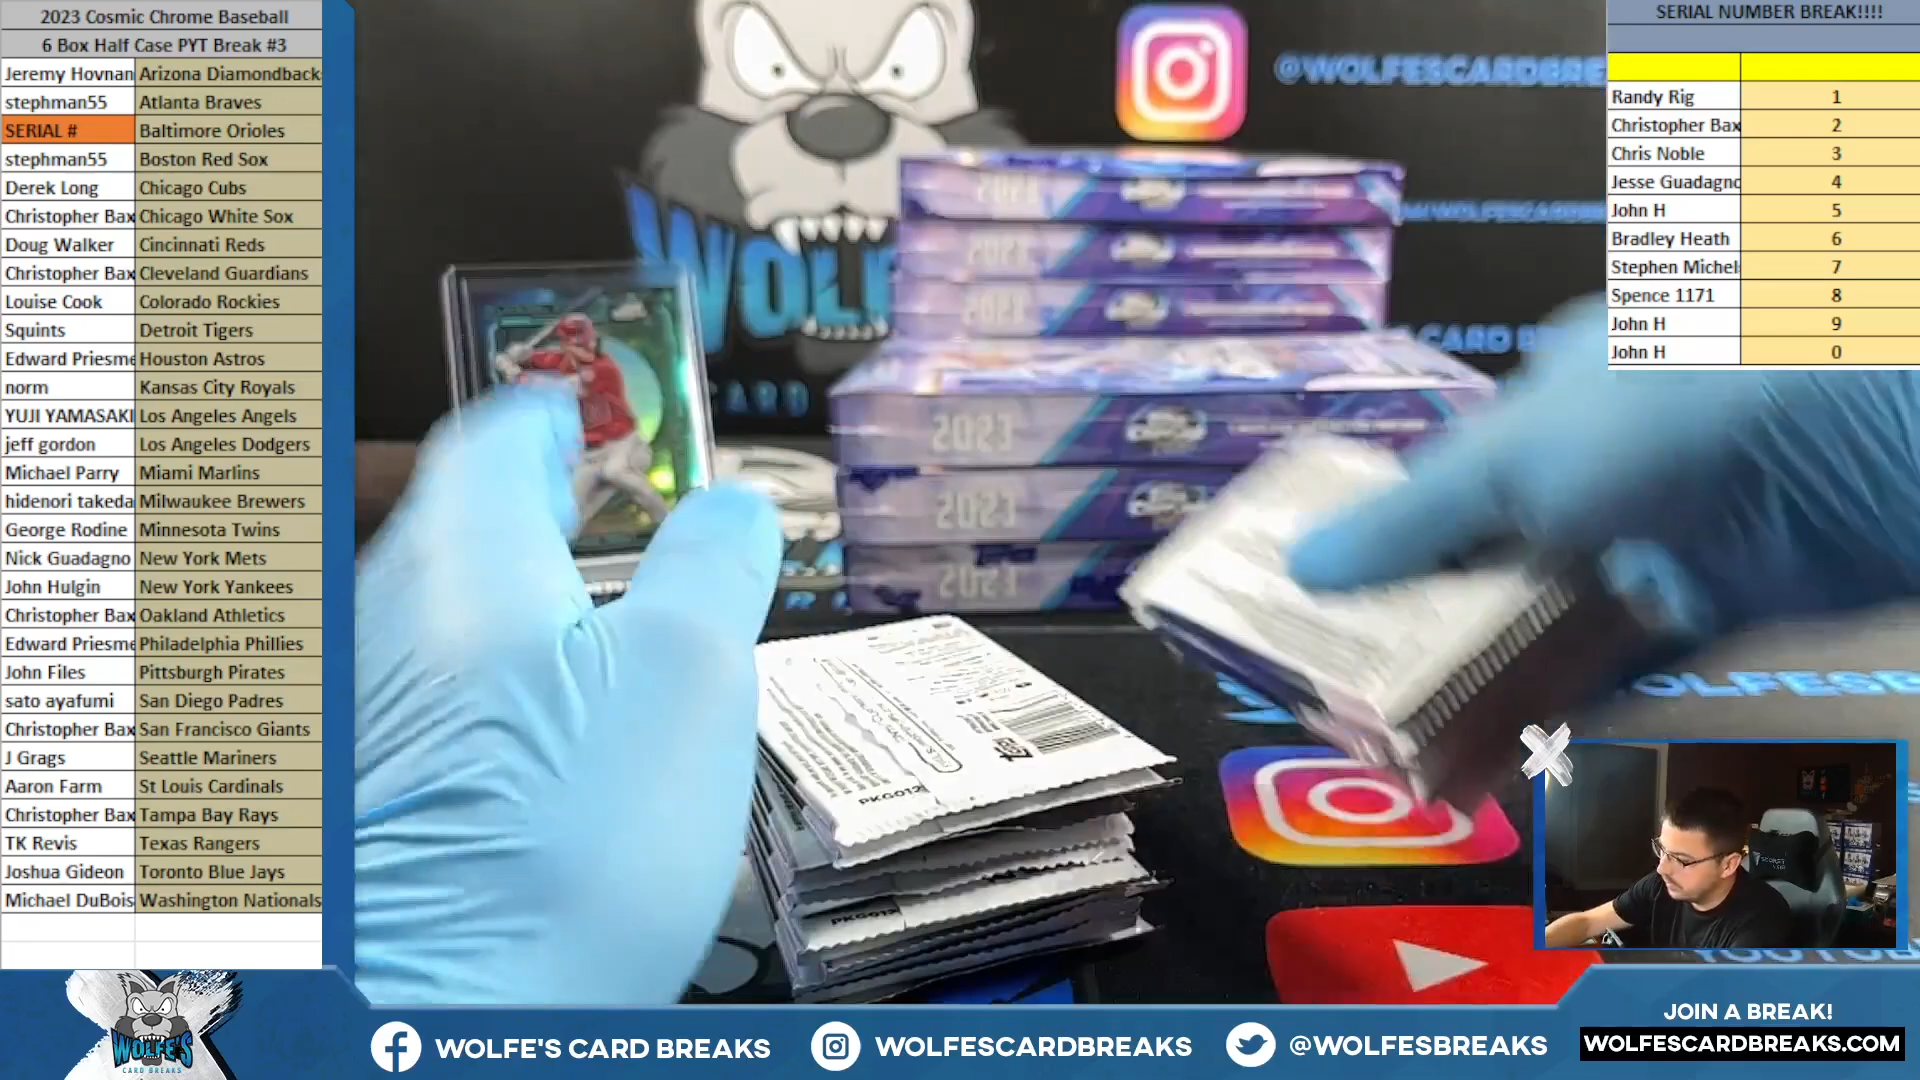 2023 Cosmic Chrome Baseball
6 Box Half Case PYT Break #3
Jeremy Hovnan Arizona Diamondback
stephman55 Atlanta Braves
SERIAL # Baltimore Orioles
stephman55 Boston Red Sox
Derek Long Chicago Cubs
Christopher Bax Chicago White Sox
Doug Walker Cincinnati Reds
Christopher Bax Cleveland Guardians
Louise Cook Colorado Rockies
Squints Detroit Tigers
Edward Priesme Houston Astros
norm Kansas City Royals
YUJI YAMASAKI Los Angeles Angels
jeff gordon Los Angeles Dodgers
Michael Parry Miami Marlins
hidenori takeda Milwaukee Brewers
George Rodine Minnesota Twins
Nick Guadagno New York Mets
John Hulgin New York Yankees
Christopher Bax Oakland Athletics
Edward Priesme Philadelphia Phillies
John Files Pittsburgh Pirates
sato ayafumi San Diego Padres
Christopher Bax San Francisco Giants
J Grags Seattle Mariners
Aaron Farm St Louis Cardinals
Christopher Bax Tampa Bay Rays
TK Revis Texas Rangers
Joshua Gideon Toronto Blue Jays
Michael DuBois Washington Nationals
SERIAL NUMBER BREAK!!!!
Randy Rig 1
Christopher Bax 2
Chris Noble 3
Jesse Guadagno 4
John H 5
Bradley Heath 6
Stephen Michel 7
Spence 1171 8
John H 9
John H 0
@WOLFESCARDBRE
WOLF
CARD
CARD B
2023
2023
2023
2023
2023
2023
PKG012
WOLFESB
WOLFE'S
CARD BREAKS
WOLFE'S CARD BREAKS
WOLFESCARDBREAKS
@WOLFESBREAKS
JOIN A BREAK!
WOLFESCARDBREAKS.COM